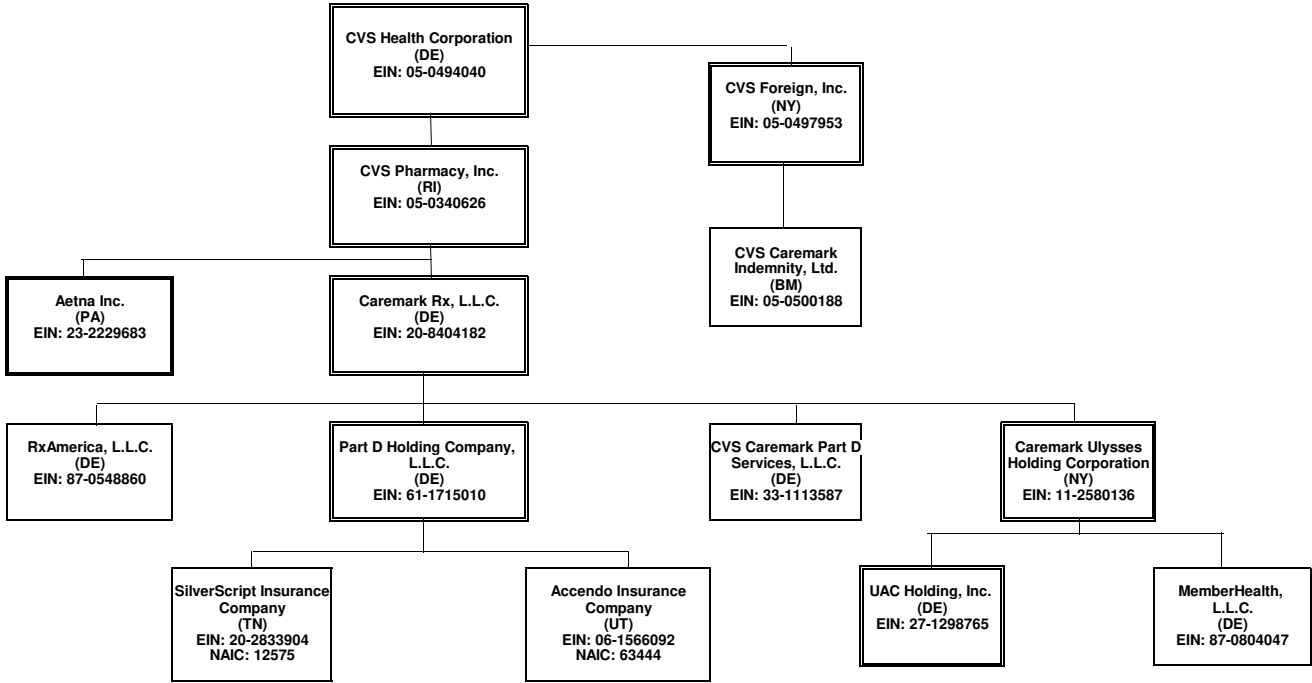 CVS Health Corporation
(DE)
EIN: 05-0494040
CVS Foreign, Inc.
(NY)
EIN: 05-0497953
CVS Pharmacy, Inc.
(RI)
EIN: 05-0340626
CVS Caremark
Indemnity, Ltd.
(BM)
EIN: 05-0500188
Aetna Inc.
(PA)
EIN: 23-2229683
Caremark Rx, L.L.C.
(DE)
EIN: 20-8404182
RxAmerica, L.L.C.
(DE)
EIN: 87-0548860
Part D Holding Company,
L.L.C.
(DE)
EIN: 61-1715010
CVS Caremark Part D
Services, L.L.C.
(DE)
EIN: 33-1113587
Caremark Ulysses
Holding Corporation
(NY)
EIN: 11-2580136
SilverScript Insurance
Company
(TN)
EIN: 20-2833904
NAIC: 12575
Accendo Insurance
Company
(UT)
EIN: 06-1566092
NAIC: 63444
UAC Holding, Inc.
(DE)
EIN: 27-1298765
MemberHealth,
L.L.C.
(DE)
EIN: 87-0804047